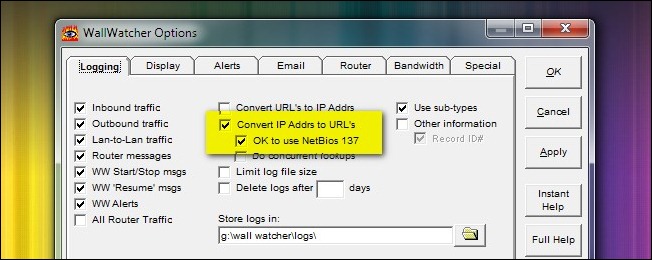 WallWatcher Options
Logging
Display
Alerts
Email
Router
Bandwidth
Special
Inbound traffic
Outbound traffic
Lan-to-Lan traffic
Router messages
WW Start/Stop msgs
WW 'Resume' msgs
WW Alerts
All Router Traffic
Convert URL's to IP Addrs
Convert IP Addrs to URL's
OK to use NetBios 137
Do concurrent lookups
Limit log file size
Delete logs after days
Store logs in:
g:\wall watcher\logs\
Use sub-types
Other information
Record ID#
OK
Cancel
Apply
Instant
Help
Full Help